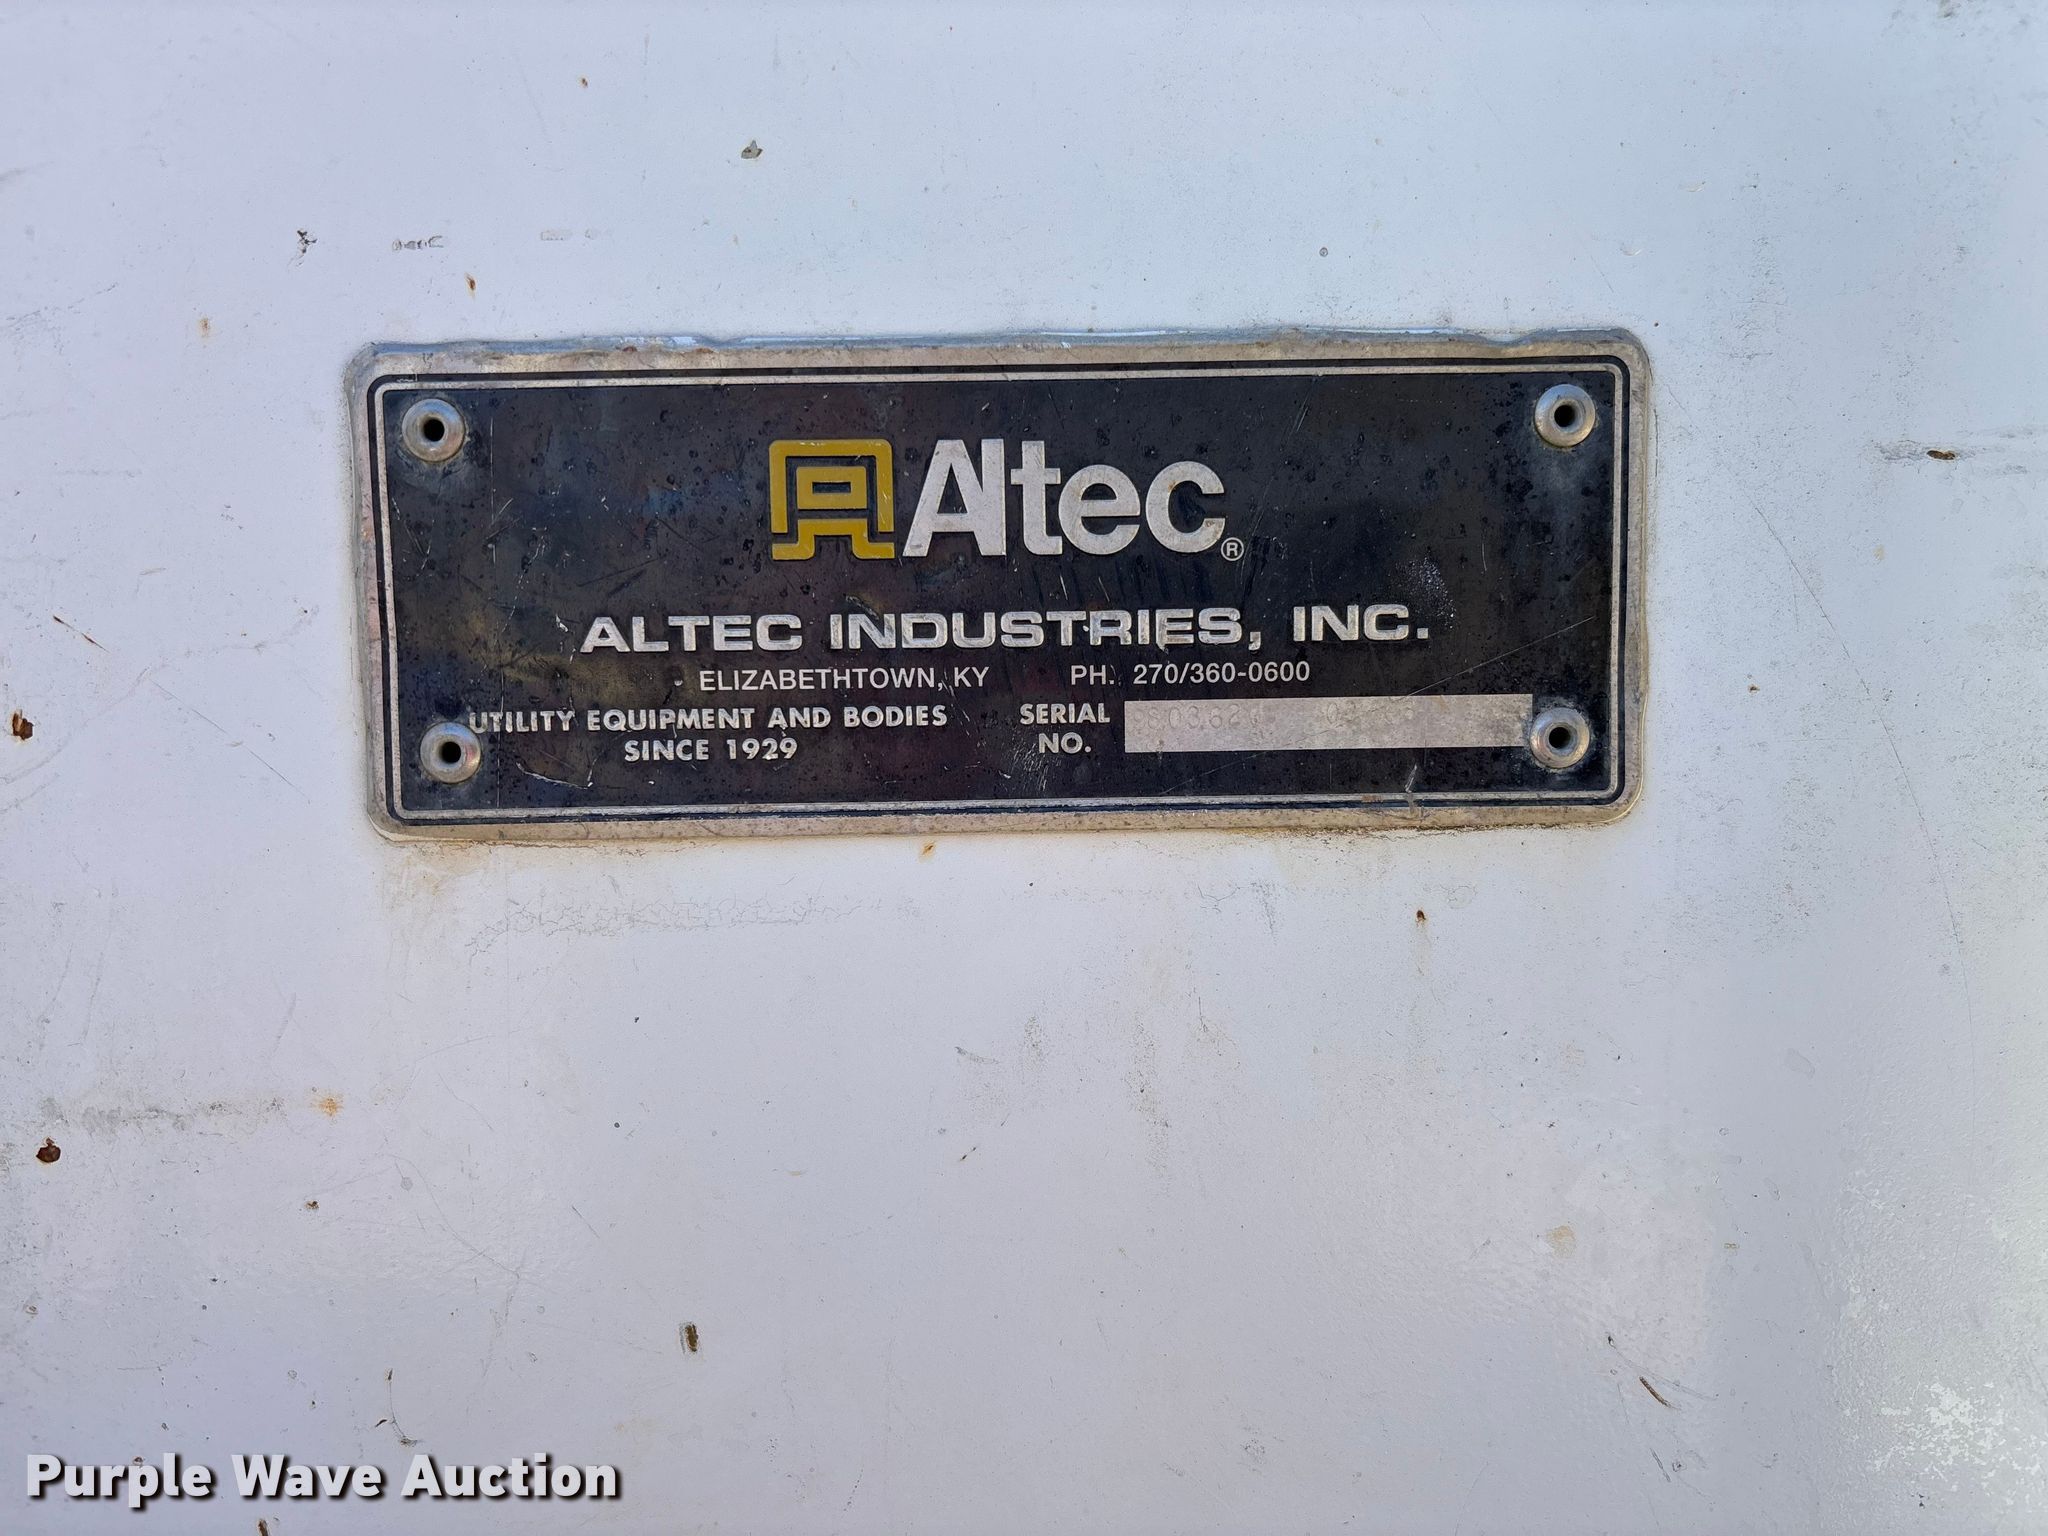 Altec®
ALTEC INDUSTRIES, INC.
ELIZABETHTOWN, KY PH. 270/360-0600
UTILITY EQUIPMENT AND BODIES SERIAL
SINCE 1929 NO.
Purple Wave Auction